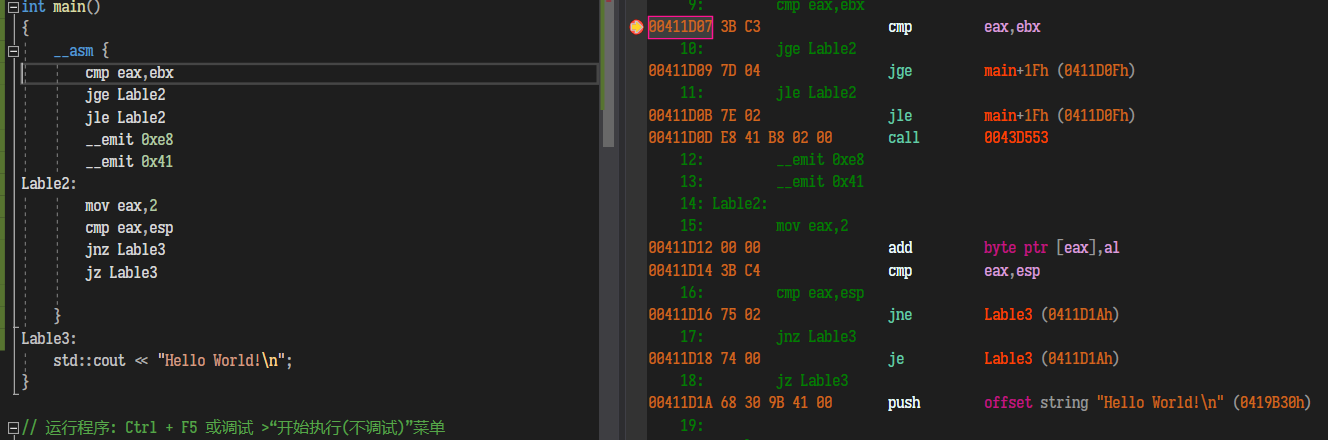 int main()
{
__asm {
cmp eax,ebx
jge Lable2
jle Lable2
__emit 0xe8
__emit 0x41
Lable2:
mov eax,2
cmp eax,esp
jnz Lable3
jz Lable3
}
Lable3:
std::cout << "Hello World!\n";
}
// 运行程序: Ctrl + F5 或调试 >“开始执行(不调试)”菜单
9: cmp eax,ebx
00411D07 3B C3 cmp eax,ebx
10: jge Lable2
00411D09 7D 04 jge main+1Fh (0411D0Fh)
11: jle Lable2
00411D0B 7E 02 jle main+1Fh (0411D0Fh)
00411D0D E8 41 B8 02 00 call 0043D553
12: __emit 0xe8
13: __emit 0x41
14: Lable2:
15: mov eax,2
00411D12 00 00 add byte ptr [eax],al
00411D14 3B C4 cmp eax,esp
16: cmp eax,esp
00411D16 75 02 jne Lable3 (0411D1Ah)
17: jnz Lable3
00411D18 74 00 je Lable3 (0411D1Ah)
18: jz Lable3
00411D1A 68 30 9B 41 00 push offset string "Hello World!\n" (0419B30h)
19: